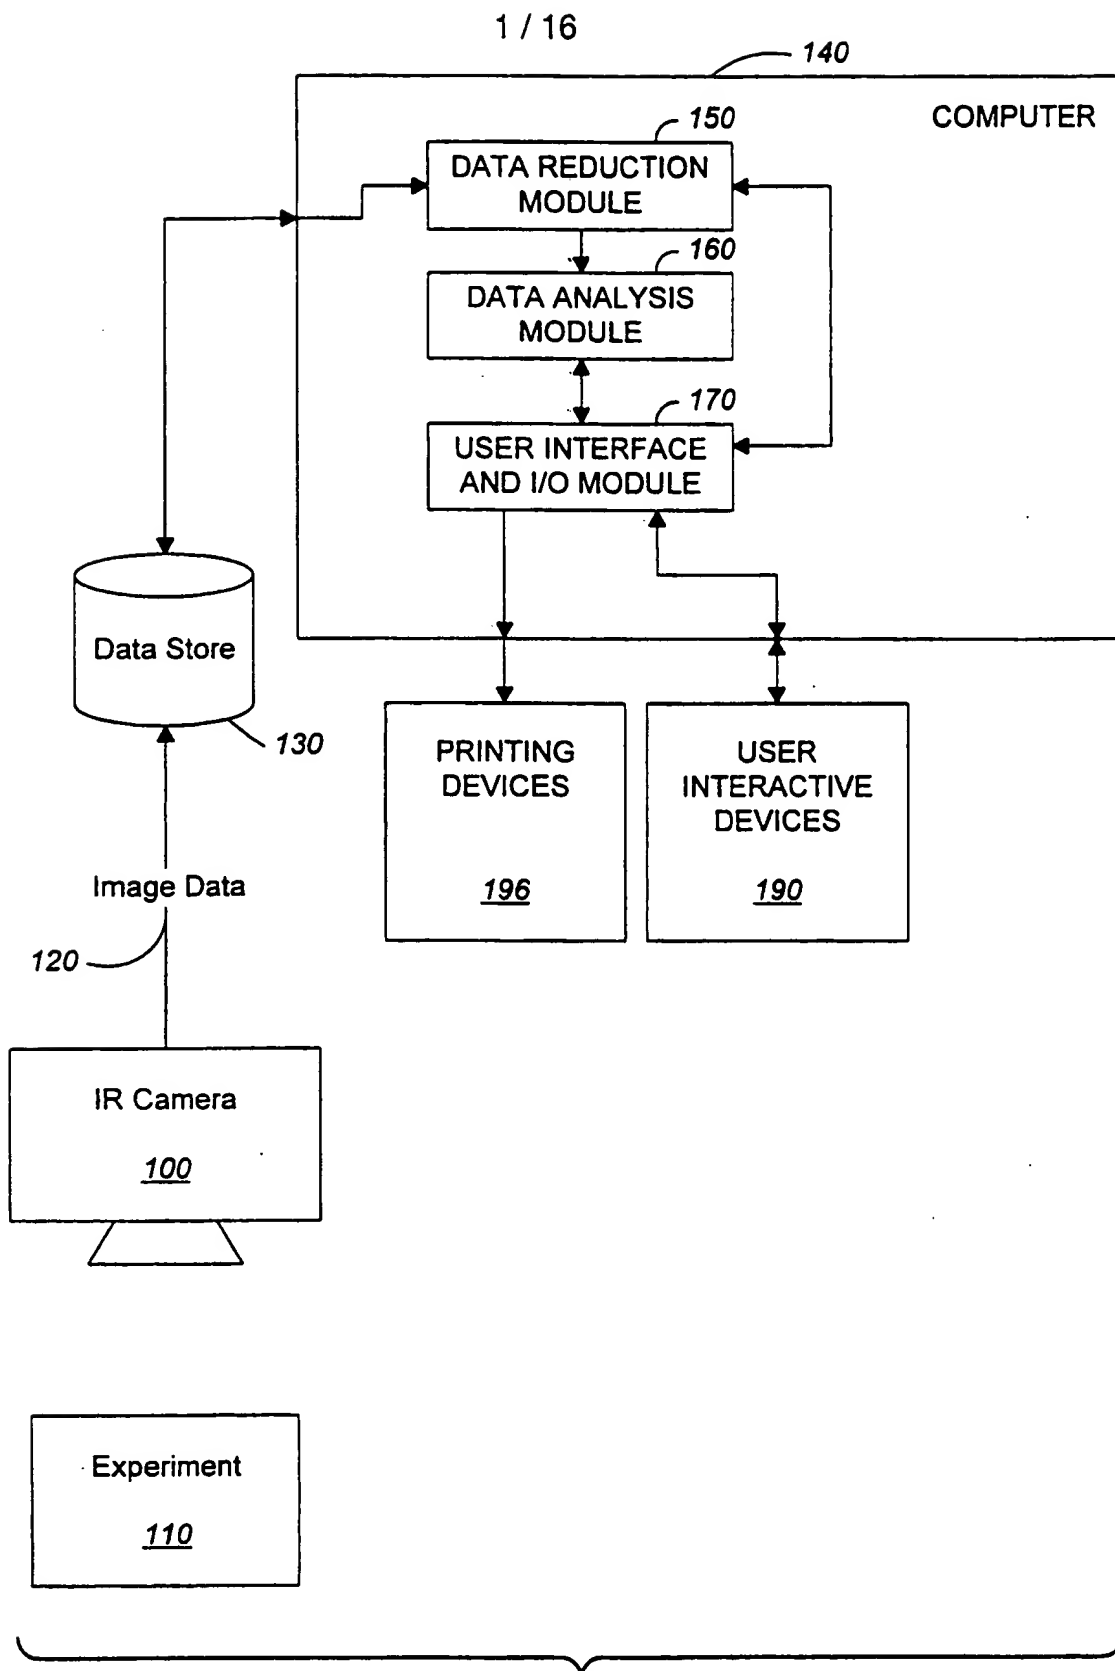 1 / 16
140
COMPUTER
150
DATA REDUCTION
MODULE
160
DATA ANALYSIS
MODULE
170
USER INTERFACE
AND I/O MODULE
Data Store
130
PRINTING
DEVICES
196
USER
INTERACTIVE
DEVICES
190
Image Data
120
IR Camera
100
Experiment
110